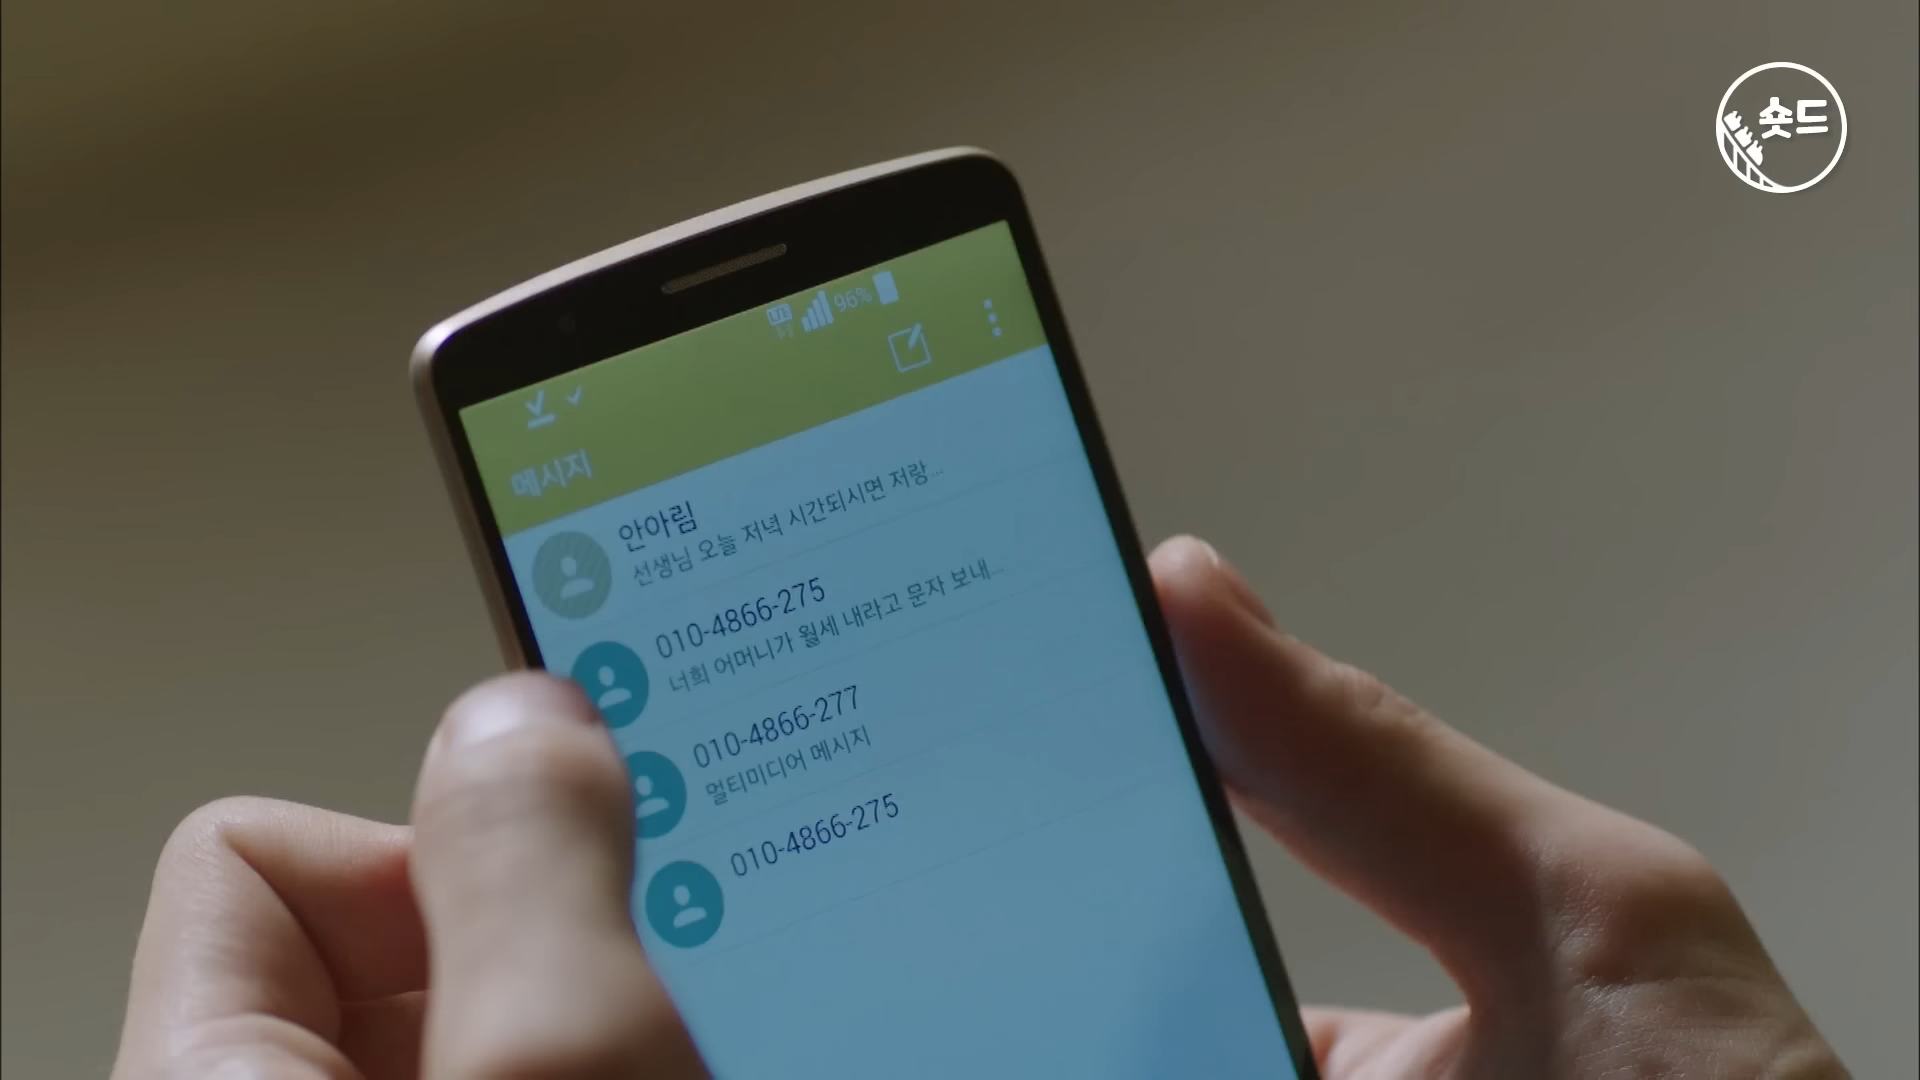 숏드
96%
메시지
안아림
선생님 오늘 저녁 시간되시면 저랑...
010-4866-275
너희 어머니가 월세 내라고 문자 보내...
010-4866-277
멀티미디어 메시지
010-4866-275